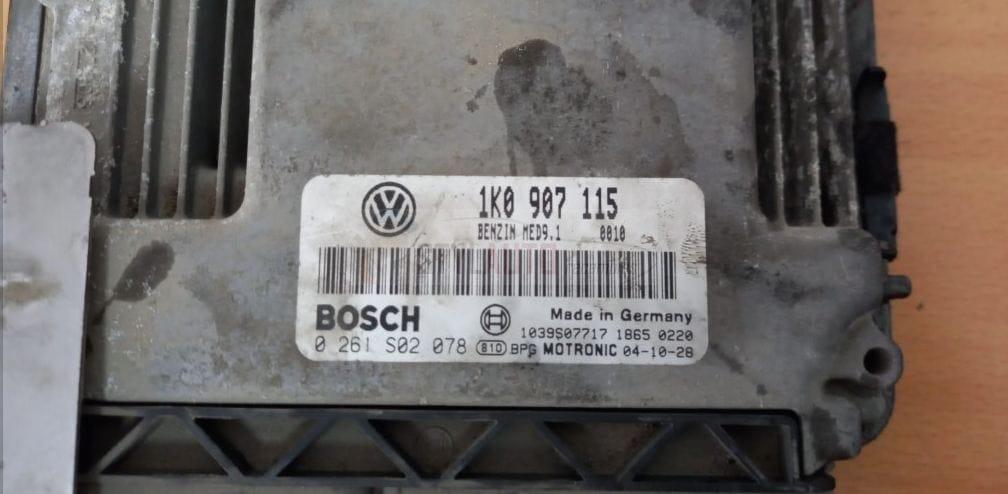 1K0 907 115
BENZIN MED9.1 0010
AUTO
BOSCH
Made in Germany
1039S07717 1865 0220
0 261 S02 078 810 BPG MOTRONIC 04-10-28